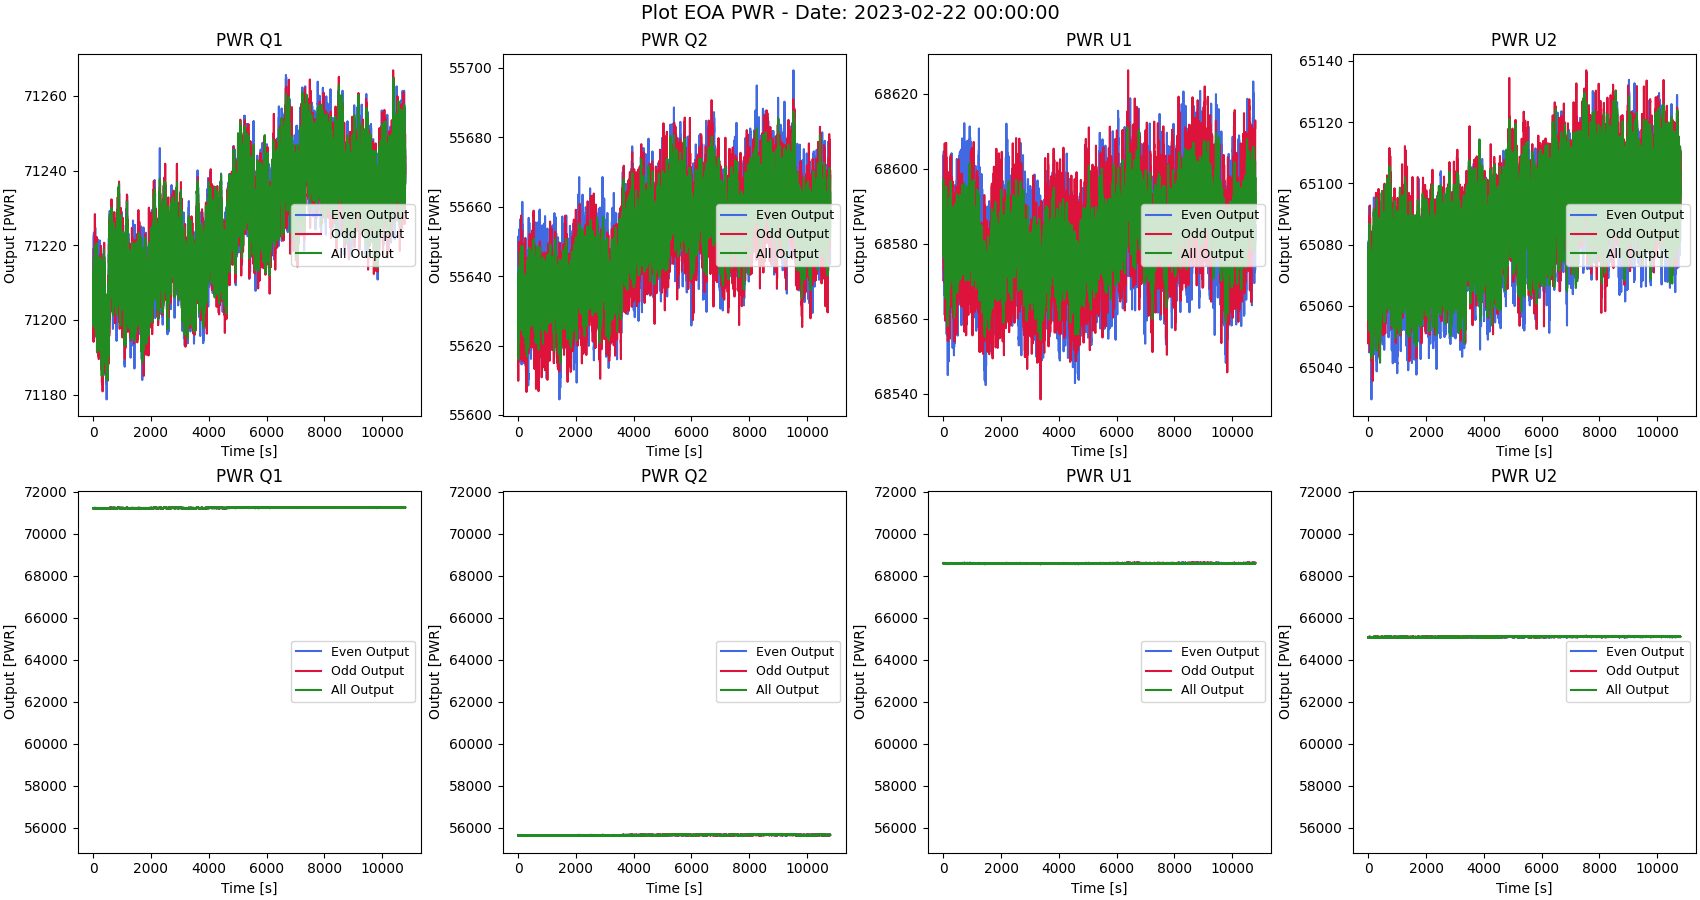 Plot EOA PWR - Date: 2023-02-22 00:00:00
PWR Q1
Output [PWR]
71260
71240
71220
71200
71180
0 2000 4000 6000 8000 10000
Time [s]
Even Output
Odd Output
All Output
PWR Q2
Output [PWR]
55700
55680
55660
55640
55620
55600
0 2000 4000 6000 8000 10000
Time [s]
Even Output
Odd Output
All Output
PWR U1
Output [PWR]
68620
68600
68580
68560
68540
0 2000 4000 6000 8000 10000
Time [s]
Even Output
Odd Output
All Output
PWR U2
Output [PWR]
65140
65120
65100
65080
65060
65040
0 2000 4000 6000 8000 10000
Time [s]
Even Output
Odd Output
All Output
PWR Q1
Output [PWR]
72000
70000
68000
66000
64000
62000
60000
58000
56000
0 2000 4000 6000 8000 10000
Time [s]
Even Output
Odd Output
All Output
PWR Q2
Output [PWR]
72000
70000
68000
66000
64000
62000
60000
58000
56000
0 2000 4000 6000 8000 10000
Time [s]
Even Output
Odd Output
All Output
PWR U1
Output [PWR]
72000
70000
68000
66000
64000
62000
60000
58000
56000
0 2000 4000 6000 8000 10000
Time [s]
Even Output
Odd Output
All Output
PWR U2
Output [PWR]
72000
70000
68000
66000
64000
62000
60000
58000
56000
0 2000 4000 6000 8000 10000
Time [s]
Even Output
Odd Output
All Output